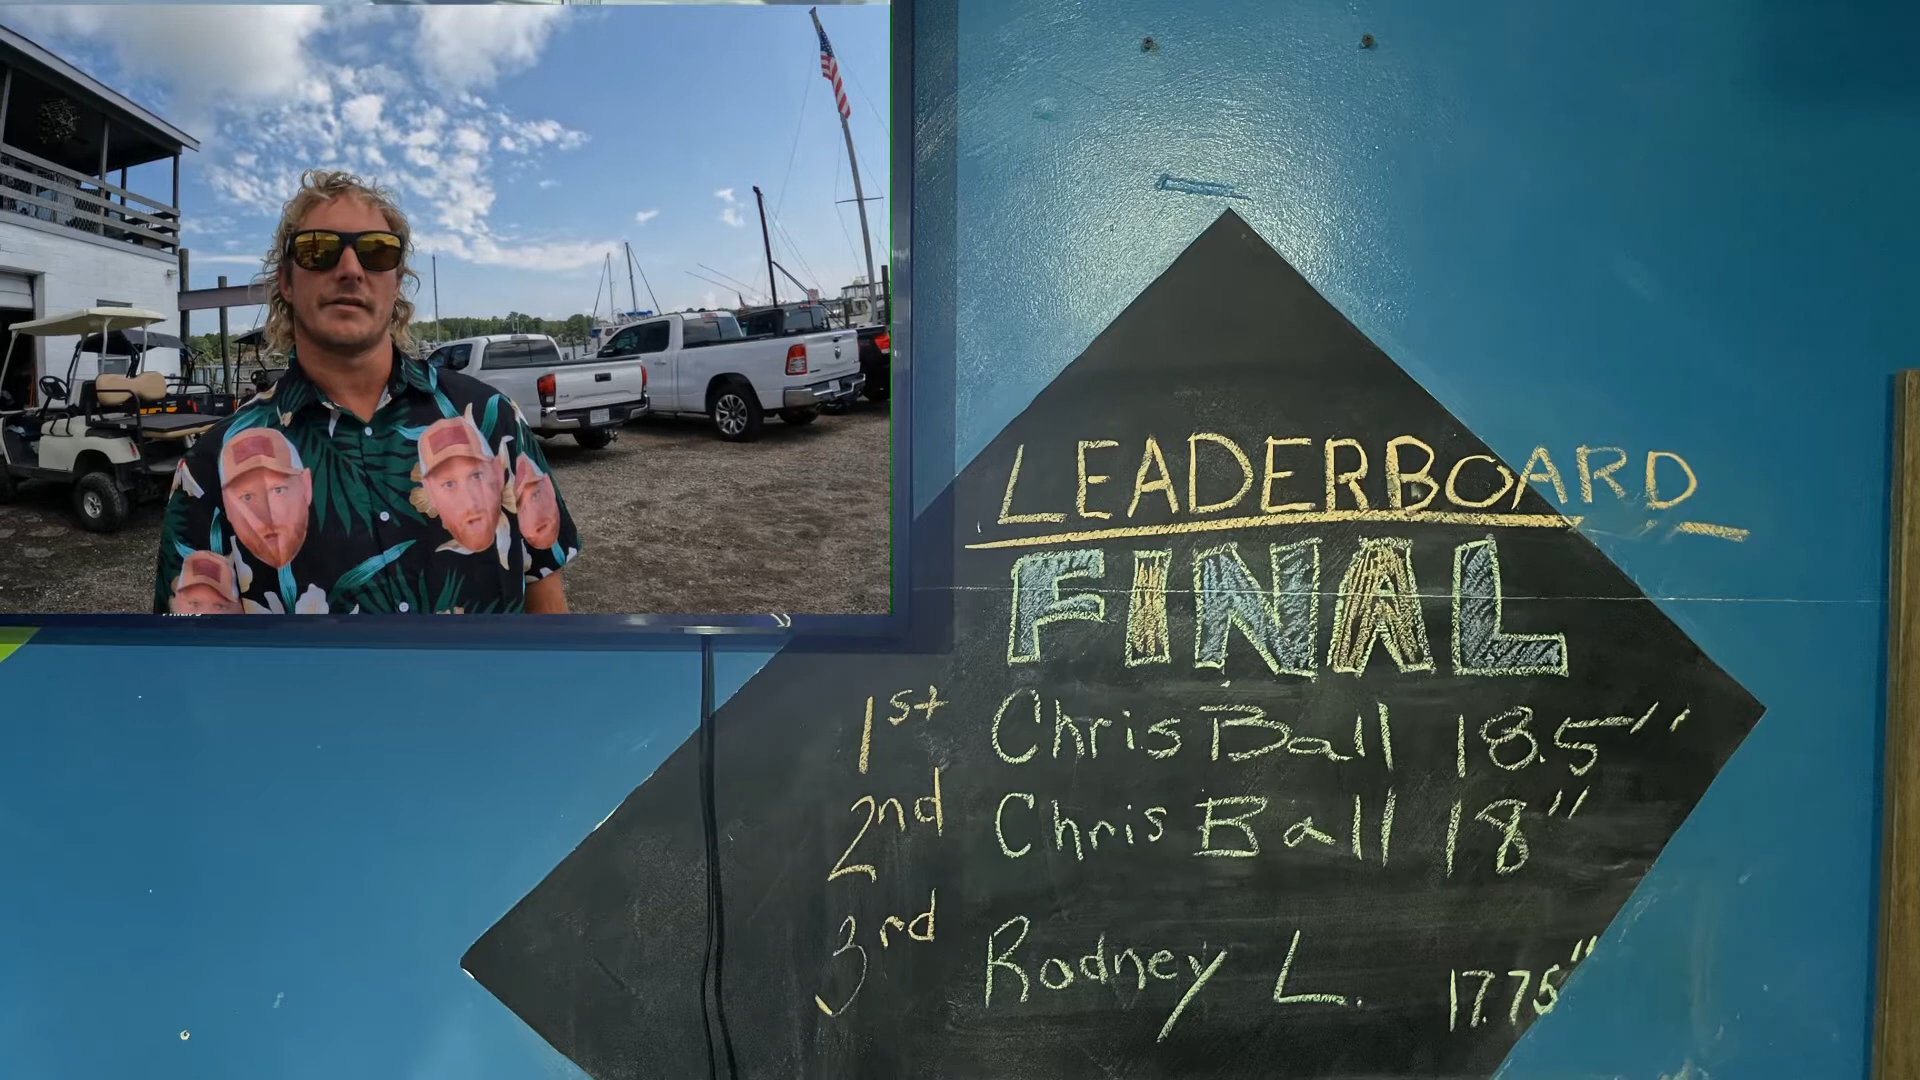 LEADERBOARD
FINAL
1st Chris Ball 18.5"
2nd Chris Ball 18"
3rd Rodney L. 17.75"